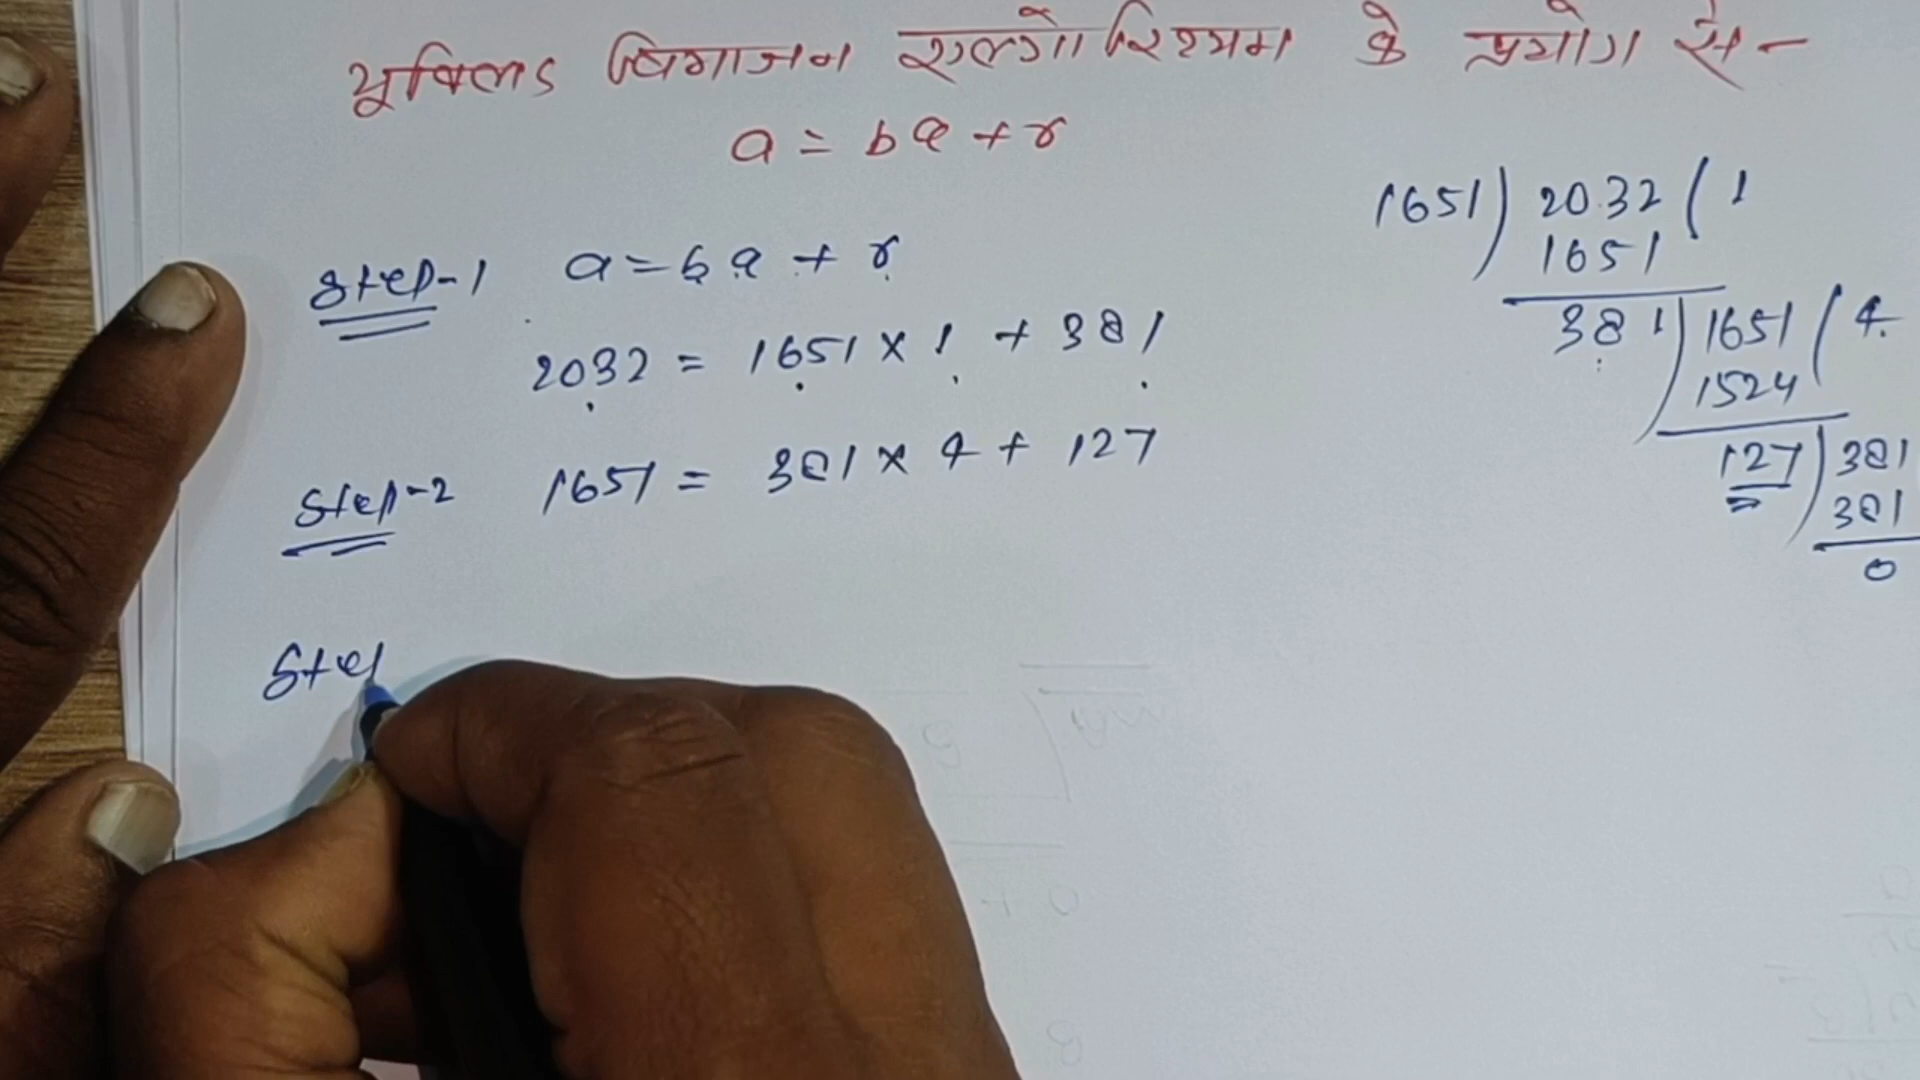 यूक्लिड विभाजन एल्गोरिथम के प्रयोग से-
a = bq + r
Step-1 a = bq + r
2032 = 1651 × 1 + 381
Step-2 1651 = 381 × 4 + 127
Step
1651) 2032 ( 1
1651
381) 1651 ( 4
1524
127) 381
381
0